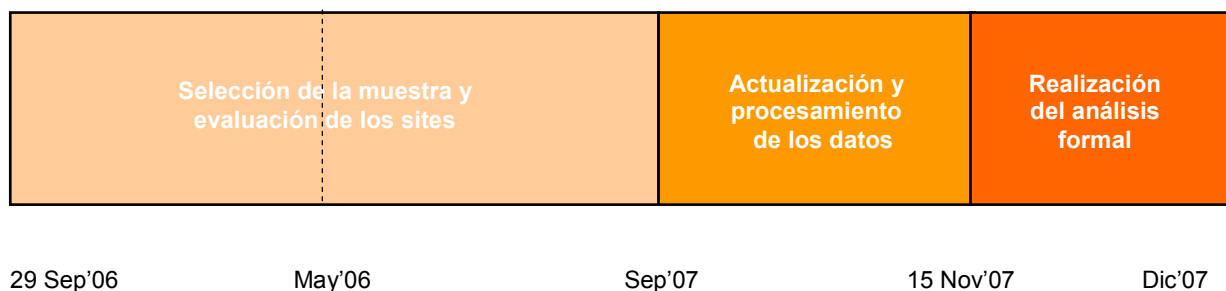 Selección de la muestra y
evaluación de los sites
Actualización y
procesamiento
de los datos
Realización
del análisis
formal
29 Sep’06 May’06 Sep’07 15 Nov’07 Dic’07